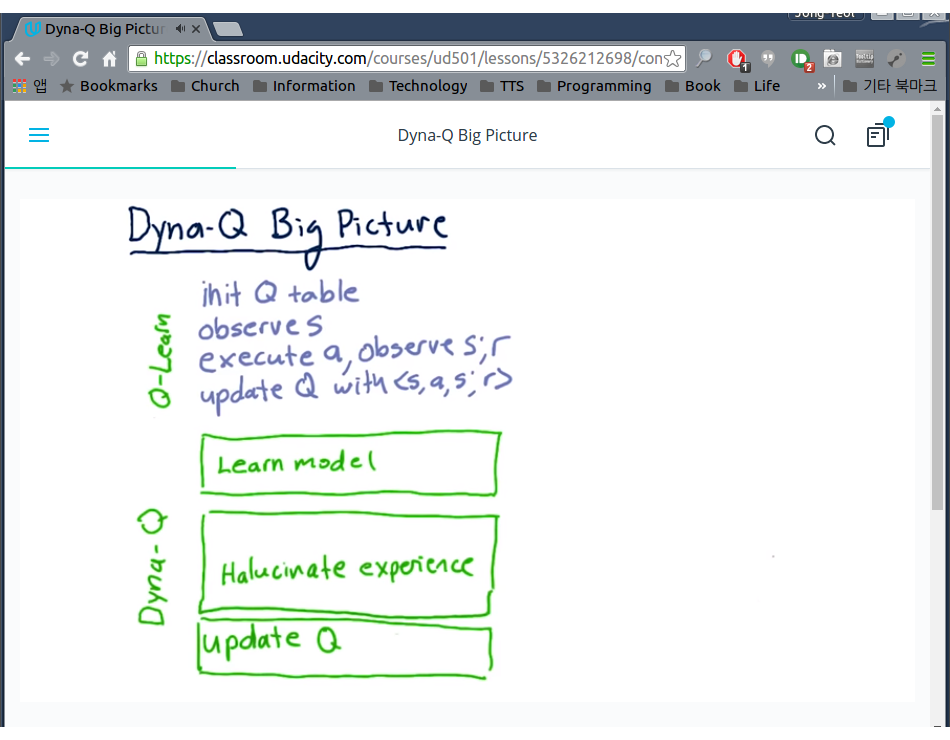 Jong Yeol
Dyna-Q Big Pictur
https://classroom.udacity.com/courses/ud501/lessons/5326212698/con
1
2
앱 Bookmarks Church Information Technology TTS Programming Book Life » 기타 북마크
Dyna-Q Big Picture
Dyna-Q Big Picture
Q-Learn
init Q table
observe s
execute a, observe s', r
update Q with <s, a, s', r>
Dyna-Q
Learn model
Halucinate experience
update Q